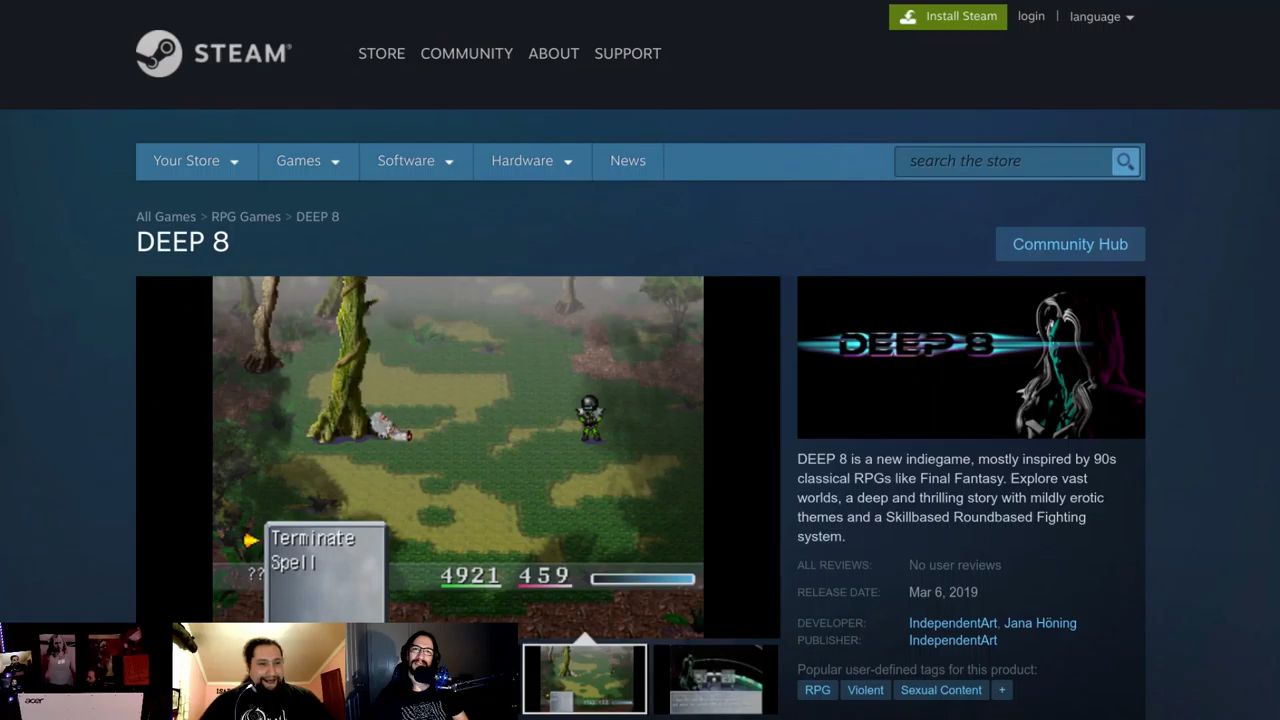 Install Steam
login
language
STEAM
STORE
COMMUNITY
ABOUT
SUPPORT
Your Store
Games
Software
Hardware
News
search the store
All Games > RPG Games > DEEP 8
DEEP 8
Community Hub
Terminate
Spell
??
4921 459
DEEP 8
DEEP 8 is a new indiegame, mostly inspired by 90s
classical RPGs like Final Fantasy. Explore vast
worlds, a deep and thrilling story with mildly erotic
themes and a Skillbased Roundbased Fighting
system.
ALL REVIEWS: No user reviews
RELEASE DATE: Mar 6, 2019
DEVELOPER: IndependentArt, Jana Höning
PUBLISHER: IndependentArt
Popular user-defined tags for this product:
RPG
Violent
Sexual Content
+
acer